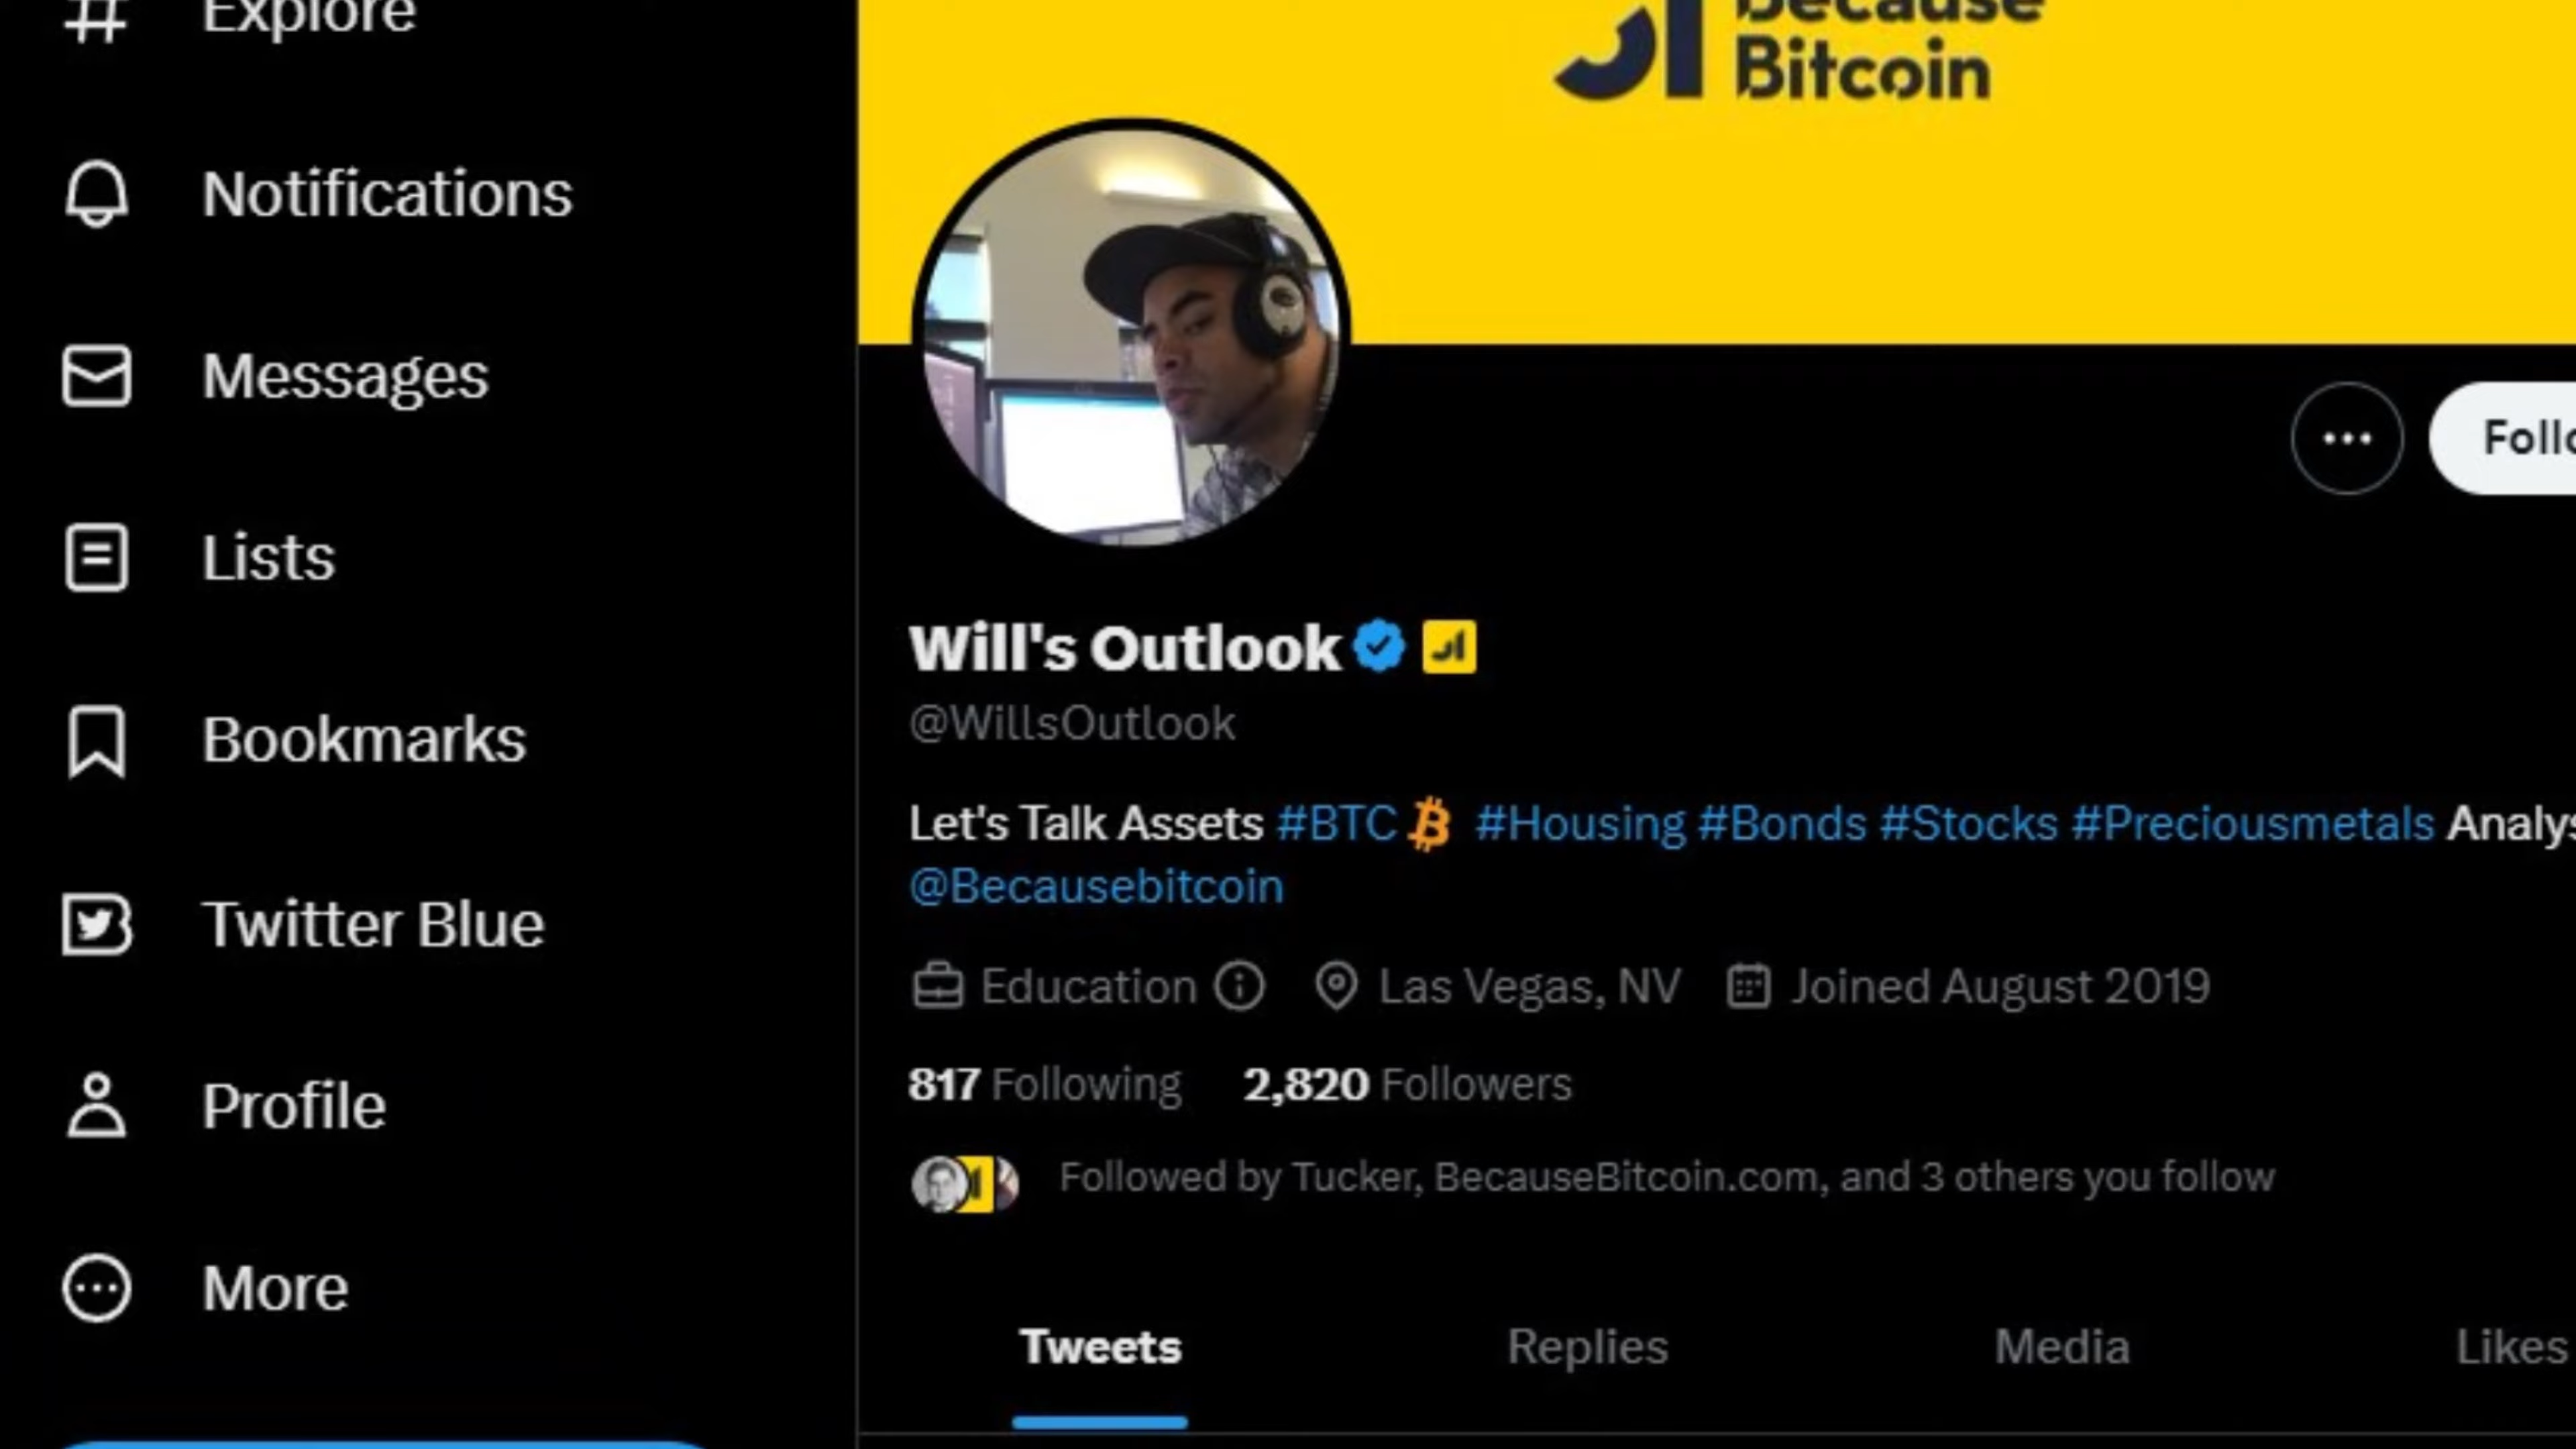 Explore
Notifications
Messages
Lists
Bookmarks
Twitter Blue
Profile
More
Because
Bitcoin
Will's Outlook
@WillsOutlook
Let's Talk Assets #BTC #Housing #Bonds #Stocks #Preciousmetals
@Becausebitcoin
Education Las Vegas, NV Joined August 2019
817 Following 2,820 Followers
Followed by Tucker, BecauseBitcoin.com, and 3 others you follow
Tweets Replies Media Likes